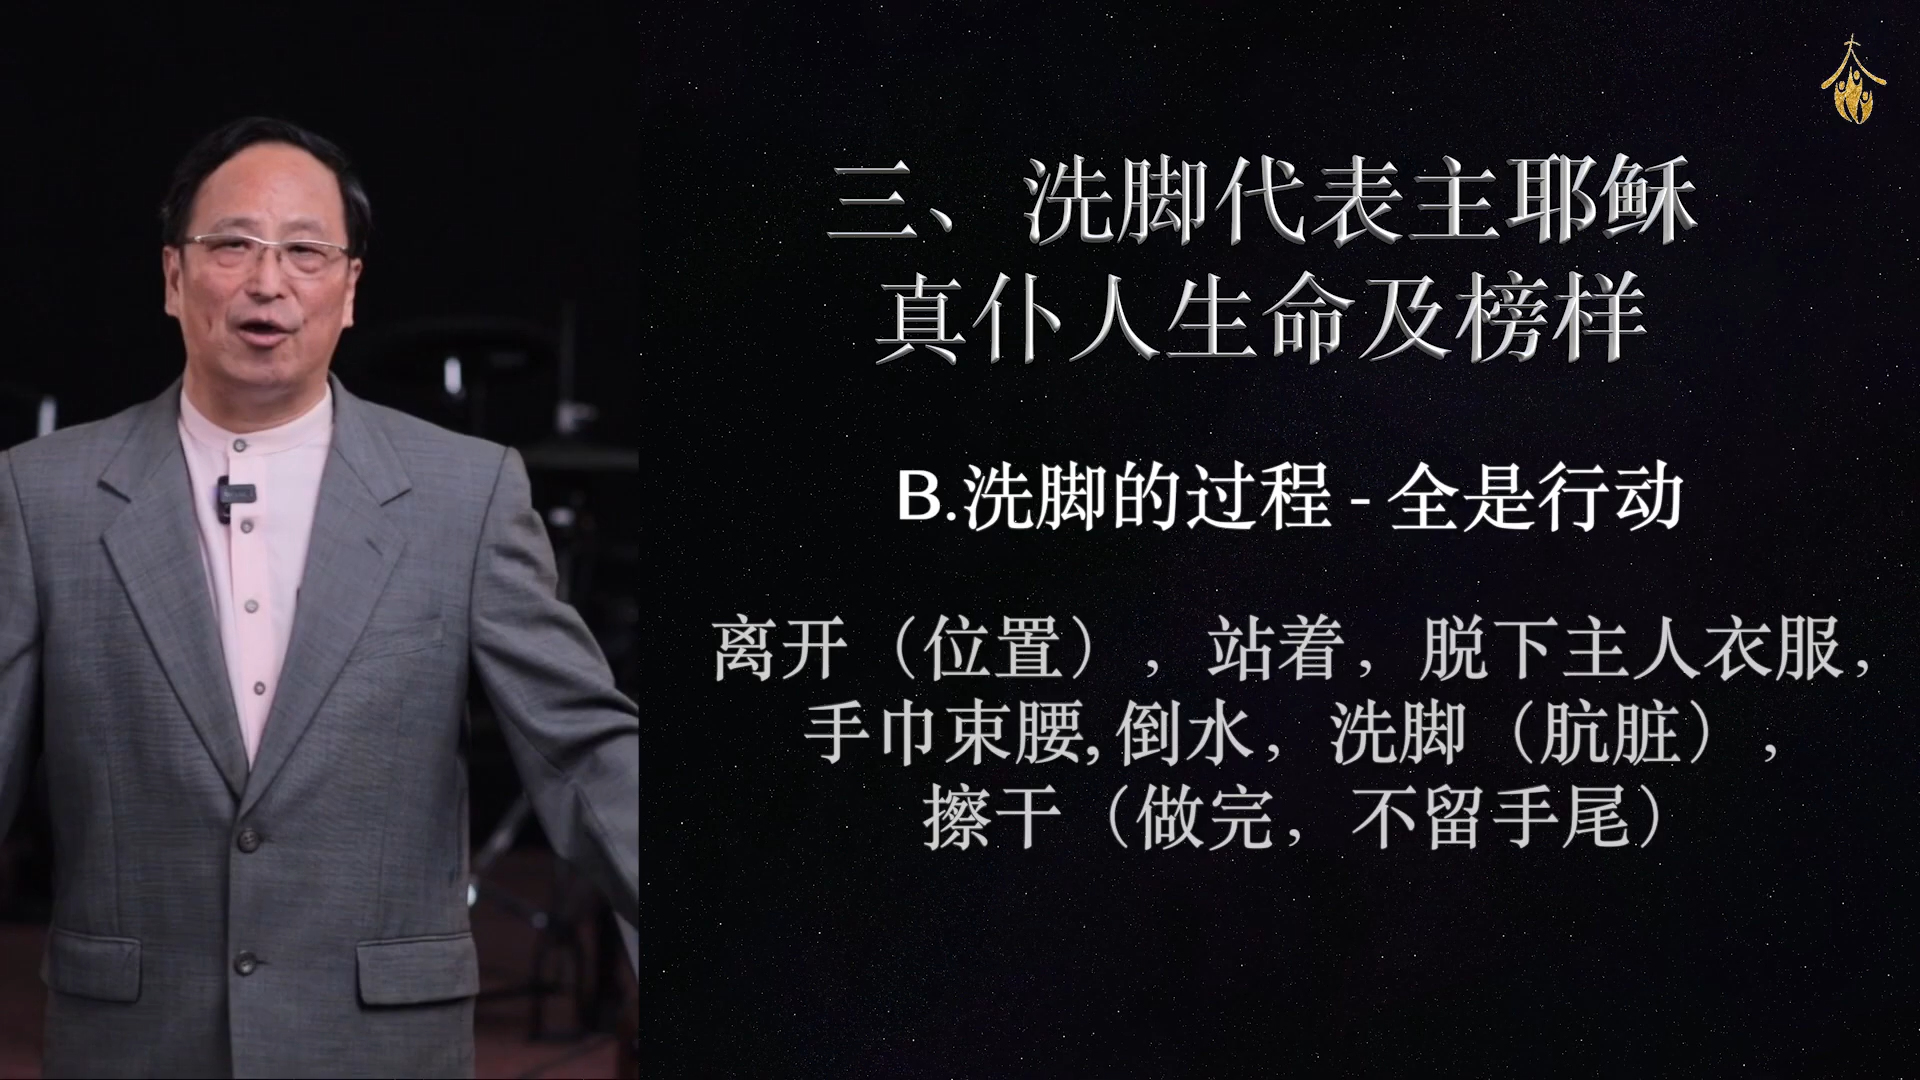 三、洗脚代表主耶稣
真仆人生命及榜样
B.洗脚的过程 - 全是行动
离开（位置），站着，脱下主人衣服，
手巾束腰, 倒水，洗脚（肮脏），
擦干（做完，不留手尾）